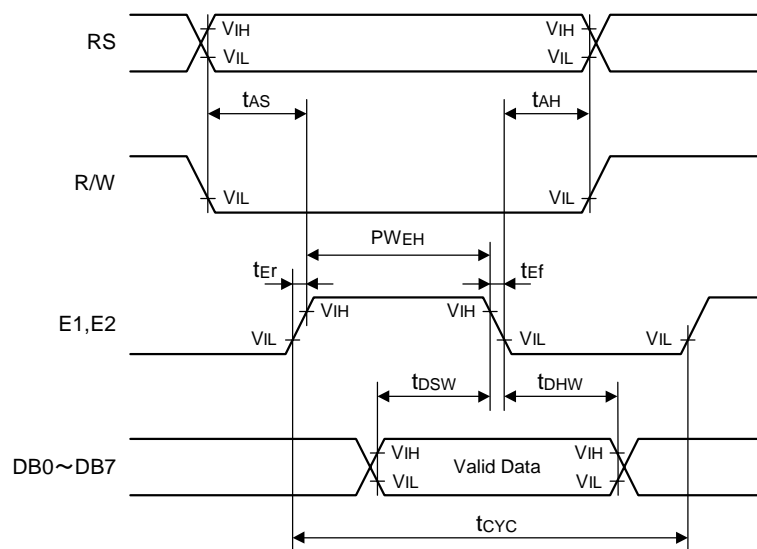 RS
VIH
VIH
VIL
VIL
tAS
tAH
R/W
VIL
VIL
PWEH
tEr
tEf
E1,E2
VIH
VIH
VIL
VIL
VIL
tDSW
tDHW
DB0～DB7
VIH
VIH
VIL
Valid Data
VIL
tCYC